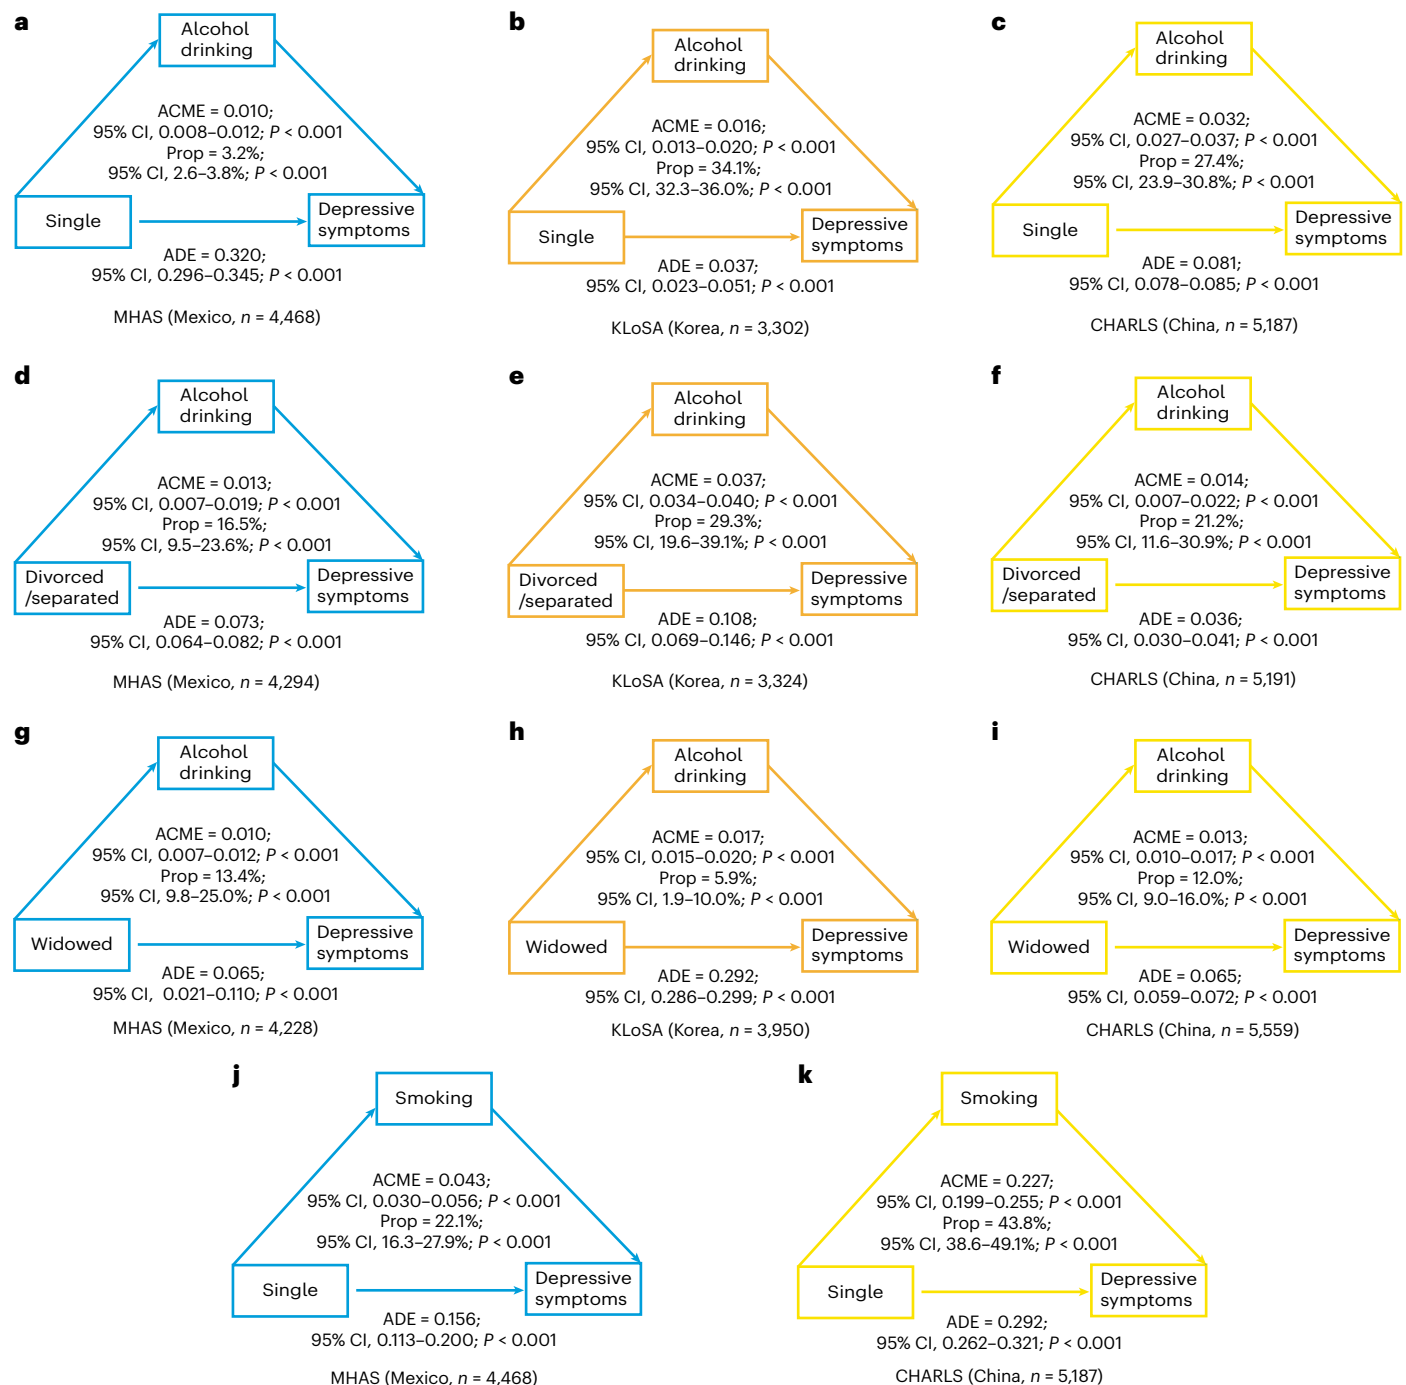 a
Alcohol
drinking
ACME = 0.010;
95% CI, 0.008–0.012; P < 0.001
Prop = 3.2%;
95% CI, 2.6–3.8%; P < 0.001
Single
Depressive
symptoms
ADE = 0.320;
95% CI, 0.296–0.345; P < 0.001
MHAS (Mexico, n = 4,468)
b
Alcohol
drinking
ACME = 0.016;
95% CI, 0.013–0.020; P < 0.001
Prop = 34.1%;
95% CI, 32.3–36.0%; P < 0.001
Single
Depressive
symptoms
ADE = 0.037;
95% CI, 0.023–0.051; P < 0.001
KLoSA (Korea, n = 3,302)
c
Alcohol
drinking
ACME = 0.032;
95% CI, 0.027–0.037; P < 0.001
Prop = 27.4%;
95% CI, 23.9–30.8%; P < 0.001
Single
Depressive
symptoms
ADE = 0.081;
95% CI, 0.078–0.085; P < 0.001
CHARLS (China, n = 5,187)
d
Alcohol
drinking
ACME = 0.013;
95% CI, 0.007–0.019; P < 0.001
Prop = 16.5%;
95% CI, 9.5–23.6%; P < 0.001
Divorced
/separated
Depressive
symptoms
ADE = 0.073;
95% CI, 0.064–0.082; P < 0.001
MHAS (Mexico, n = 4,294)
e
Alcohol
drinking
ACME = 0.037;
95% CI, 0.034–0.040; P < 0.001
Prop = 29.3%;
95% CI, 19.6–39.1%; P < 0.001
Divorced
/separated
Depressive
symptoms
ADE = 0.108;
95% CI, 0.069–0.146; P < 0.001
KLoSA (Korea, n = 3,324)
f
Alcohol
drinking
ACME = 0.014;
95% CI, 0.007–0.022; P < 0.001
Prop = 21.2%;
95% CI, 11.6–30.9%; P < 0.001
Divorced
/separated
Depressive
symptoms
ADE = 0.036;
95% CI, 0.030–0.041; P < 0.001
CHARLS (China, n = 5,191)
g
Alcohol
drinking
ACME = 0.010;
95% CI, 0.007–0.012; P < 0.001
Prop = 13.4%;
95% CI, 9.8–25.0%; P < 0.001
Widowed
Depressive
symptoms
ADE = 0.065;
95% CI, 0.021–0.110; P < 0.001
MHAS (Mexico, n = 4,228)
h
Alcohol
drinking
ACME = 0.017;
95% CI, 0.015–0.020; P < 0.001
Prop = 5.9%;
95% CI, 1.9–10.0%; P < 0.001
Widowed
Depressive
symptoms
ADE = 0.292;
95% CI, 0.286–0.299; P < 0.001
KLoSA (Korea, n = 3,950)
i
Alcohol
drinking
ACME = 0.013;
95% CI, 0.010–0.017; P < 0.001
Prop = 12.0%;
95% CI, 9.0–16.0%; P < 0.001
Widowed
Depressive
symptoms
ADE = 0.065;
95% CI, 0.059–0.072; P < 0.001
CHARLS (China, n = 5,559)
j
Smoking
ACME = 0.043;
95% CI, 0.030–0.056; P < 0.001
Prop = 22.1%;
95% CI, 16.3–27.9%; P < 0.001
Single
Depressive
symptoms
ADE = 0.156;
95% CI, 0.113–0.200; P < 0.001
MHAS (Mexico, n = 4,468)
k
Smoking
ACME = 0.227;
95% CI, 0.199–0.255; P < 0.001
Prop = 43.8%;
95% CI, 38.6–49.1%; P < 0.001
Single
Depressive
symptoms
ADE = 0.292;
95% CI, 0.262–0.321; P < 0.001
CHARLS (China, n = 5,187)